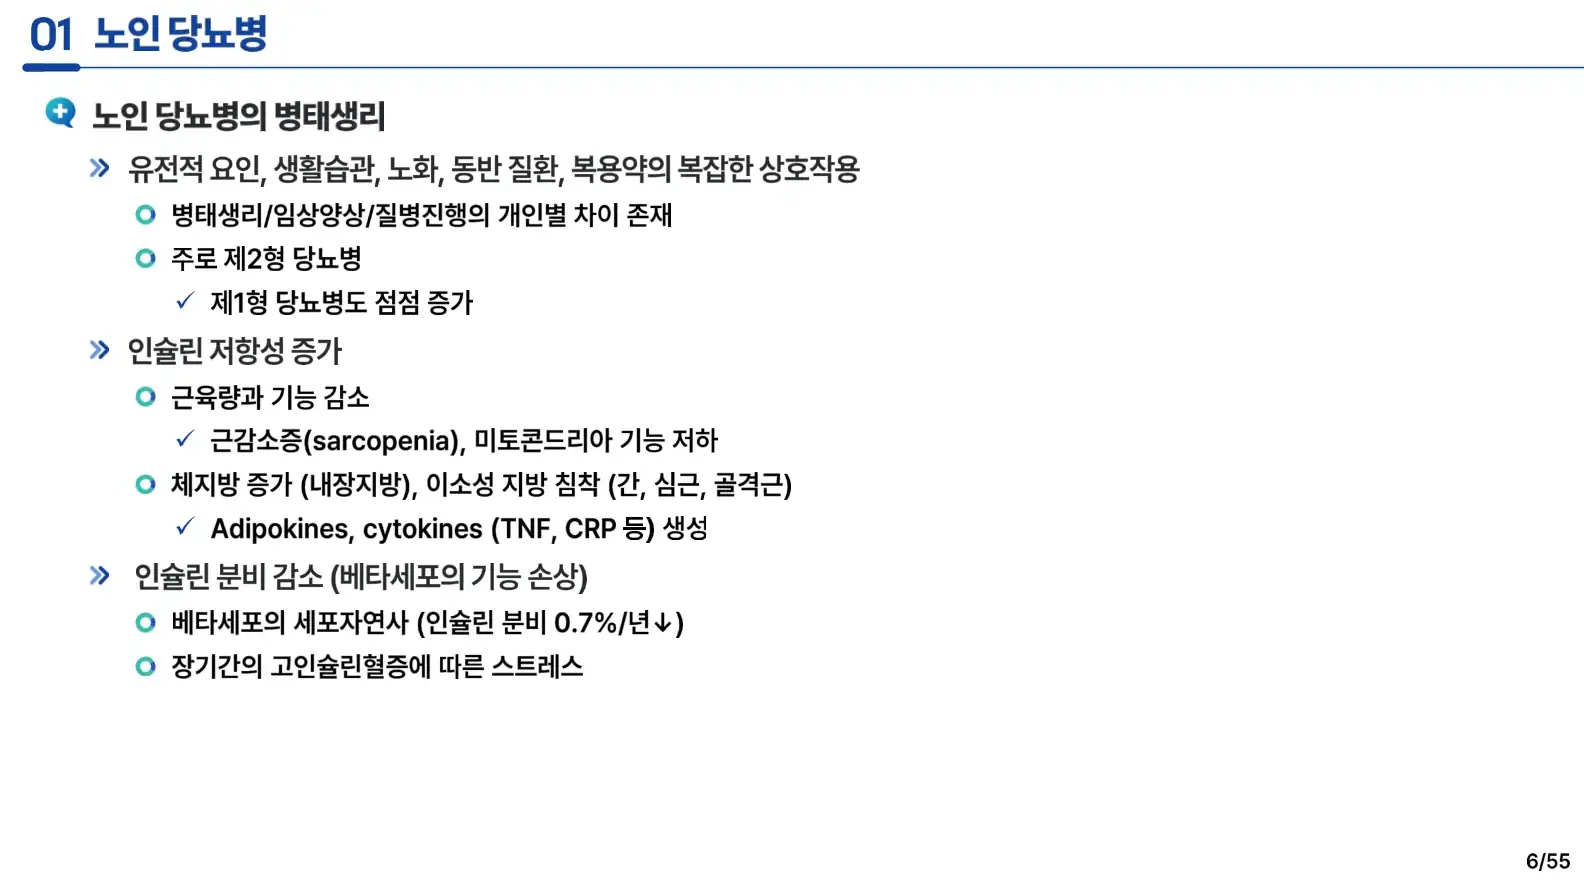 01 노인 당뇨병
노인 당뇨병의 병태생리
유전적 요인, 생활습관, 노화, 동반 질환, 복용약의 복잡한 상호작용
병태생리/임상양상/질병진행의 개인별 차이 존재
주로 제2형 당뇨병
✓ 제1형 당뇨병도 점점 증가
인슐린 저항성 증가
근육량과 기능 감소
✓ 근감소증(sarcopenia), 미토콘드리아 기능 저하
체지방 증가 (내장지방), 이소성 지방 침착 (간, 심근, 골격근)
✓ Adipokines, cytokines (TNF, CRP 등) 생성
인슐린 분비 감소 (베타세포의 기능 손상)
베타세포의 세포자연사 (인슐린 분비 0.7%/년↓)
장기간의 고인슐린혈증에 따른 스트레스
6/55